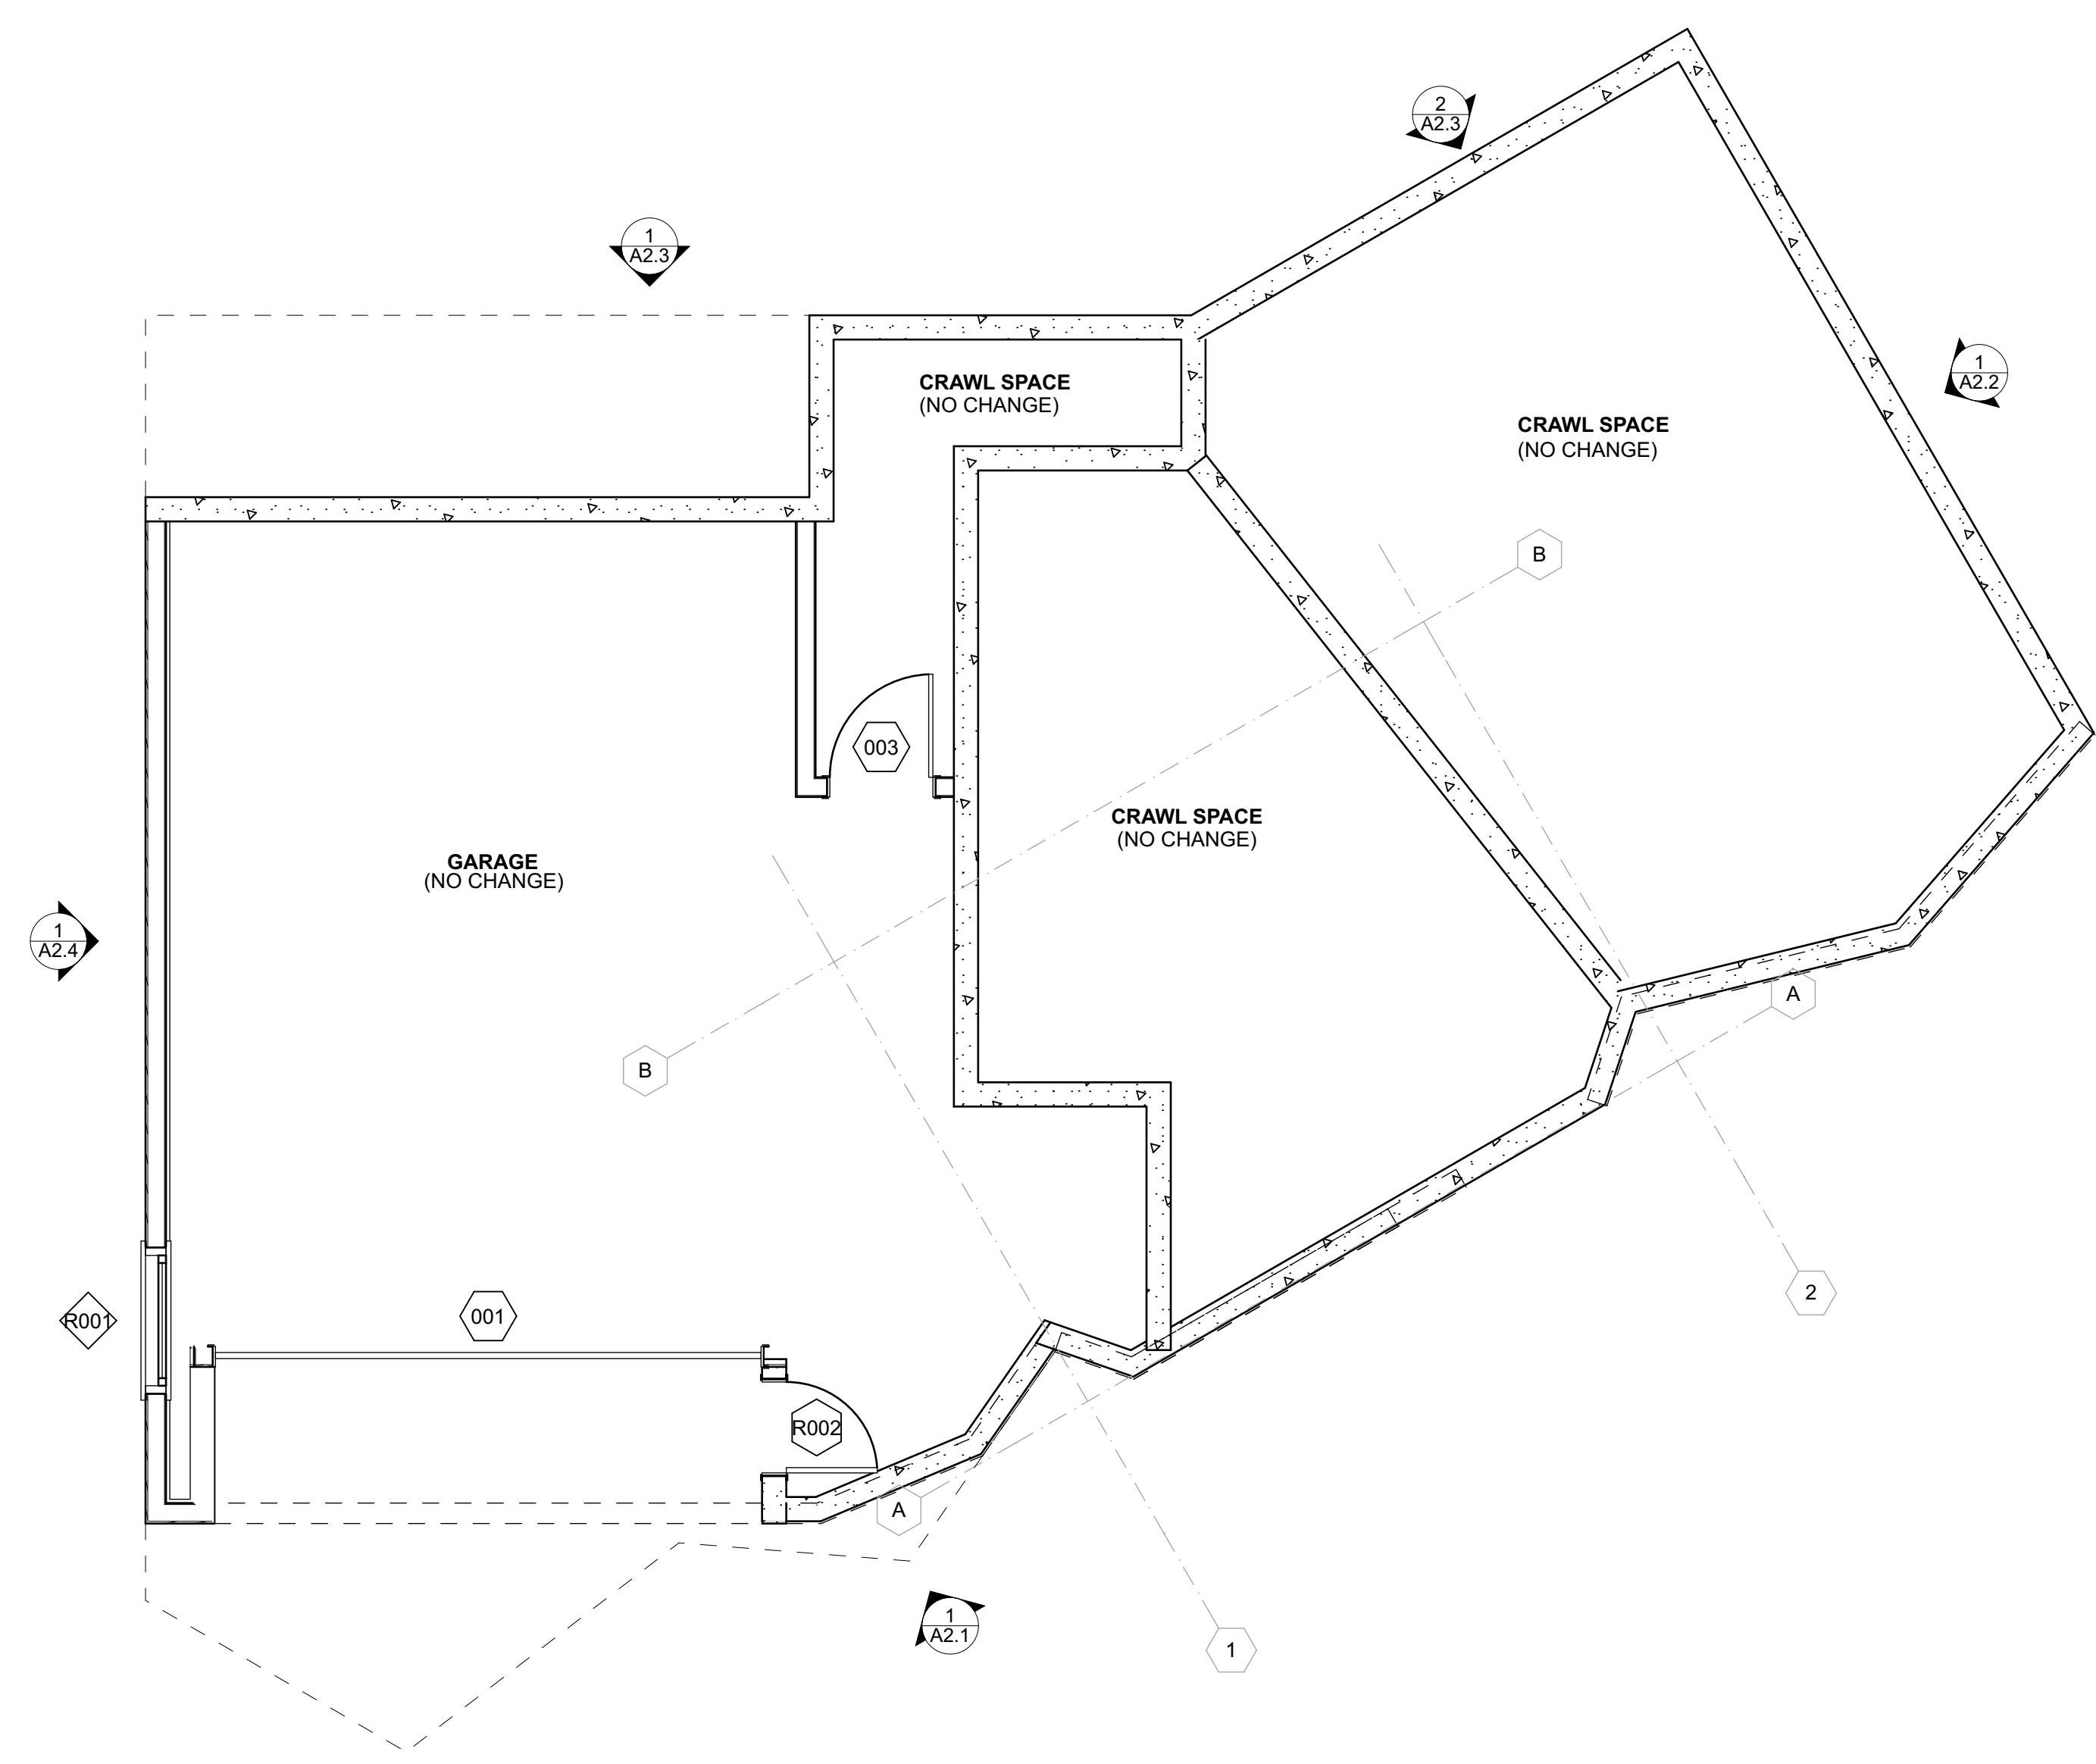 2
A2.3
1
A2.3
CRAWL SPACE
(NO CHANGE)
1
A2.2
CRAWL SPACE
(NO CHANGE)
B
003
CRAWL SPACE
(NO CHANGE)
GARAGE
(NO CHANGE)
1
A2.4
A
B
2
001
R001
R002
A
1
A2.1
1